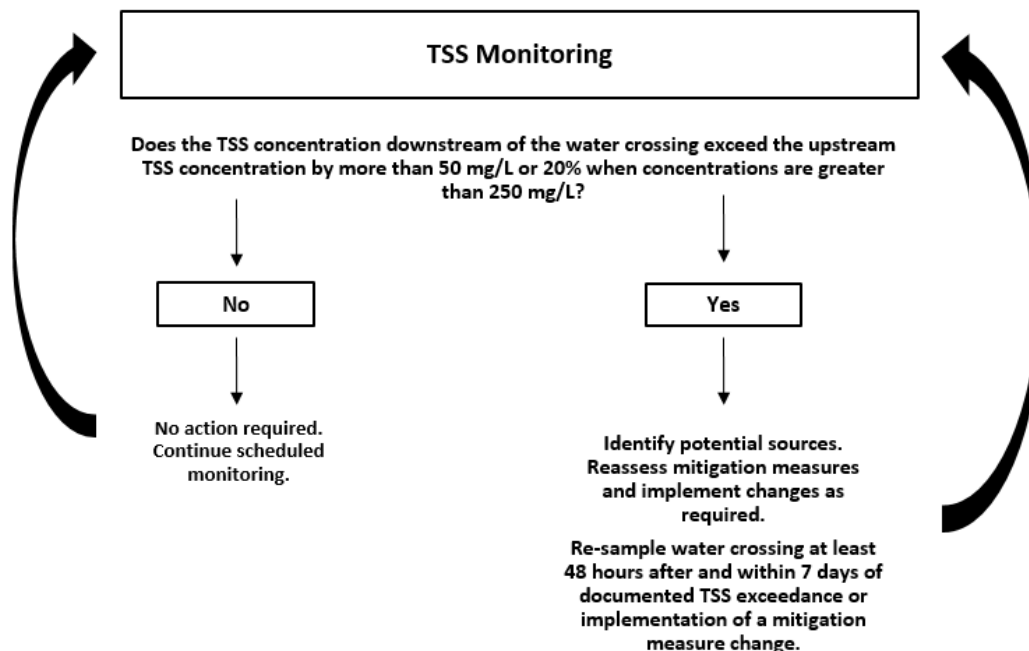 TSS Monitoring
Does the TSS concentration downstream of the water crossing exceed the upstream
TSS concentration by more than 50 mg/L or 20% when concentrations are greater
than 250 mg/L?
No
Yes
No action required.
Continue scheduled
monitoring.
Identify potential sources.
Reassess mitigation measures
and implement changes as
required.
Re-sample water crossing at least
48 hours after and within 7 days of
documented TSS exceedance or
implementation of a mitigation
measure change.